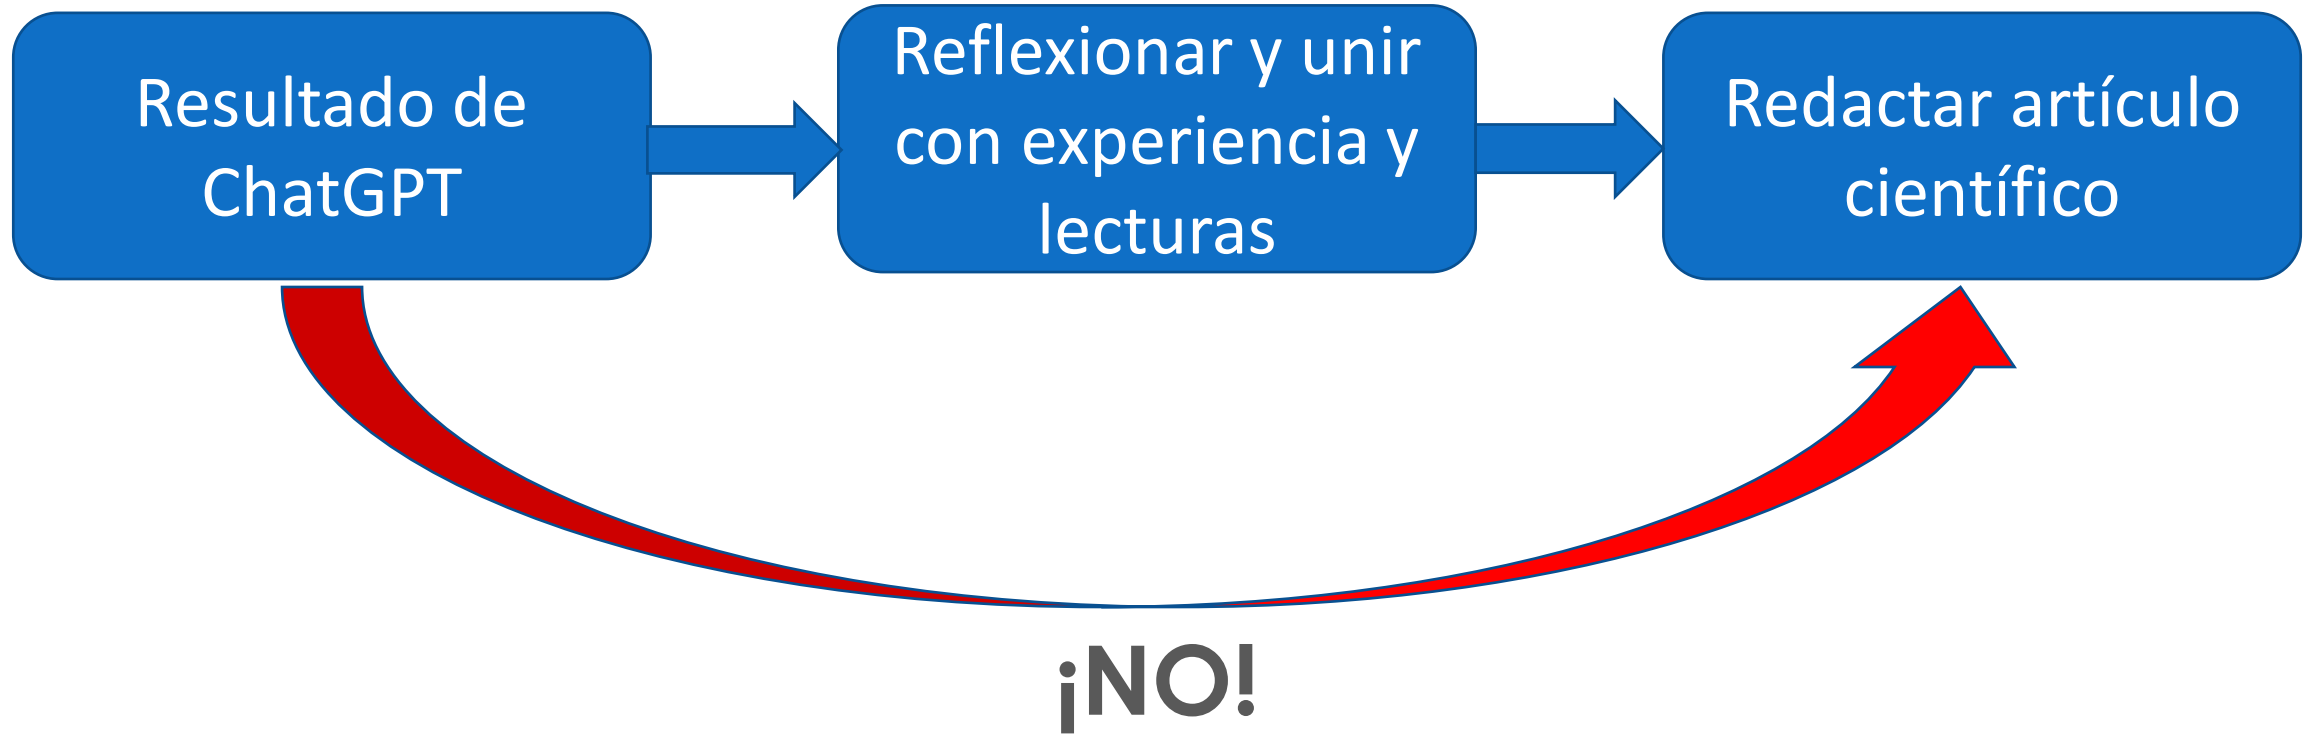 Resultado de
ChatGPT
Reflexionar y unir
con experiencia y
lecturas
Redactar artículo
científico
¡NO!